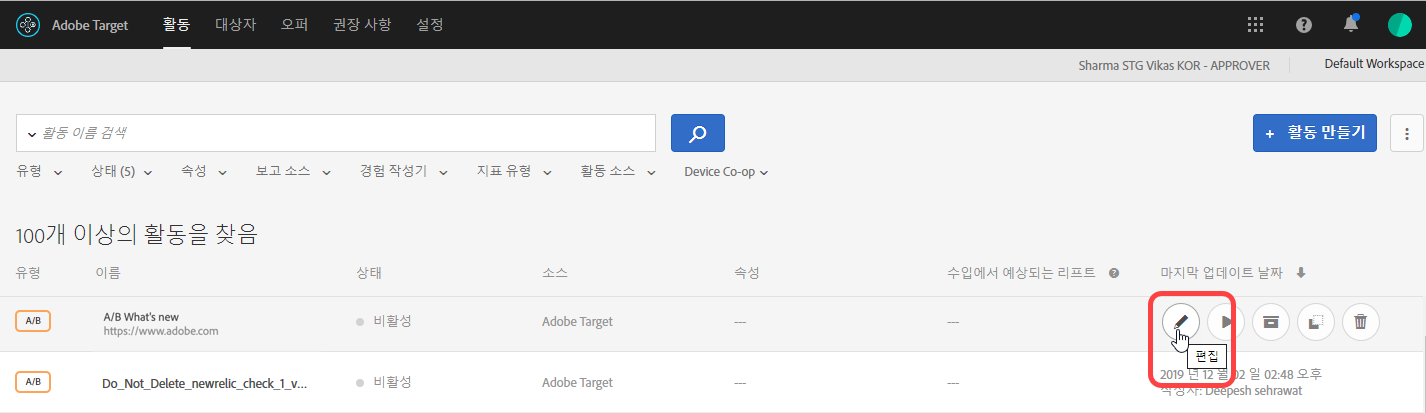 Adobe Target 활동 대상자 오퍼 권장 사항 설정
Sharma STG Vikas KOR - APPROVER Default Workspace
활동 이름 검색 + 활동 만들기
유형 상태 (5) 속성 보고 소스 경험 작성기 지표 유형 활동 소스 Device Co-op
100개 이상의 활동을 찾음
유형 이름 상태 소스 속성 수입에서 예상되는 리프트 ? 마지막 업데이트 날짜
A/B A/B What's new 비활성 Adobe Target --- ---
https://www.adobe.com
편집
A/B Do_Not_Delete_newrelic_check_1_v... 비활성 Adobe Target --- ---
2019 년 12 월 02 일 02:48 오후
작성자: Deepesh sehrawat